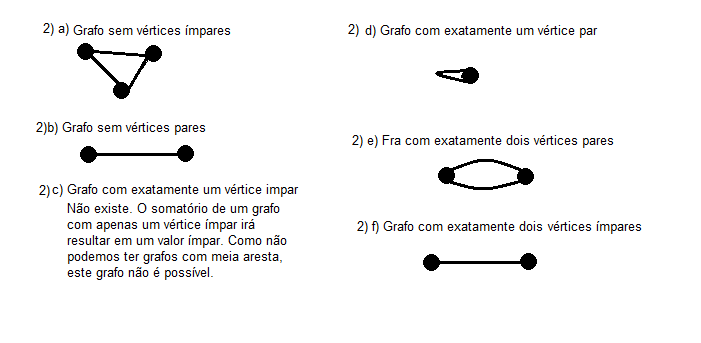 2) a) Grafo sem vértices ímpares
2)b) Grafo sem vértices pares
2)c) Grafo com exatamente um vértice impar
Não existe. O somatório de um grafo
com apenas um vértice ímpar irá
resultar em um valor ímpar. Como não
podemos ter grafos com meia aresta,
este grafo não é possível.
2) d) Grafo com exatamente um vértice par
2) e) Fra com exatamente dois vértices pares
2) f) Grafo com exatamente dois vértices ímpares